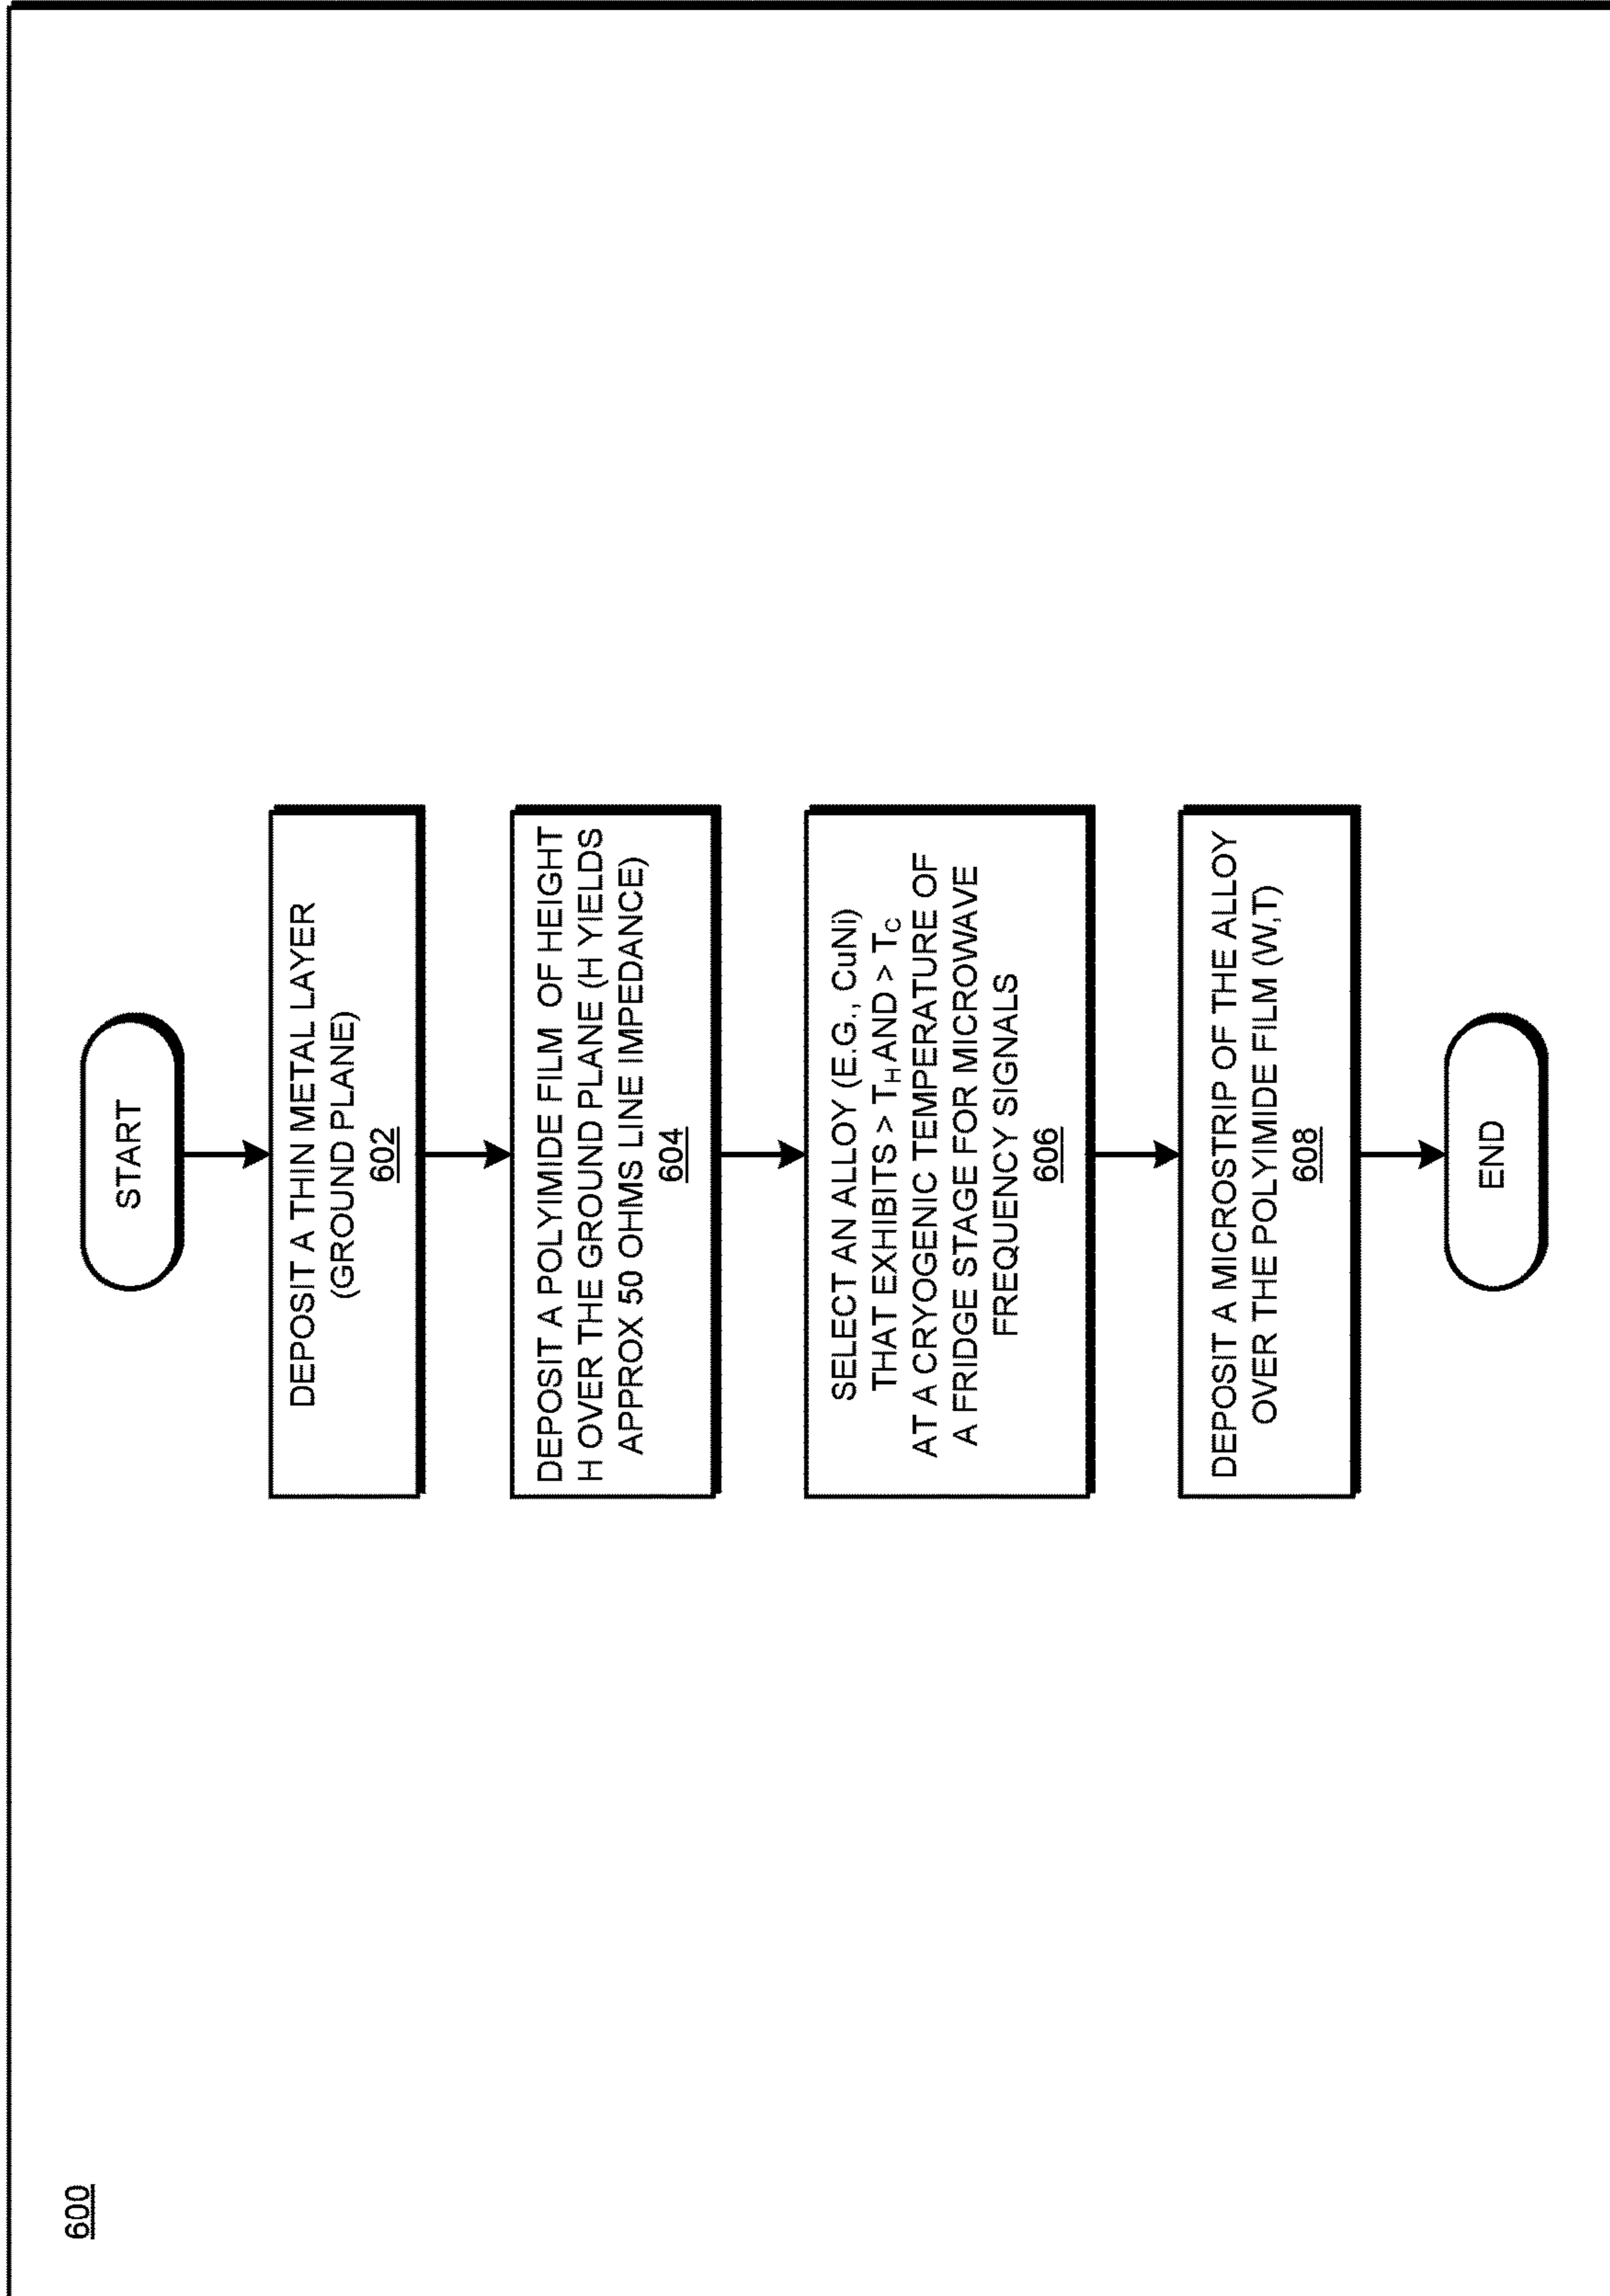 600
START
DEPOSIT A THIN METAL LAYER
(GROUND PLANE)
602
DEPOSIT A POLYIMIDE FILM OF HEIGHT
H OVER THE GROUND PLANE (H YIELDS
APPROX 50 OHMS LINE IMPEDANCE)
604
SELECT AN ALLOY (E.G., CuNi)
THAT EXHIBITS > T_H AND > T_C
AT A CRYOGENIC TEMPERATURE OF
A FRIDGE STAGE FOR MICROWAVE
FREQUENCY SIGNALS
606
DEPOSIT A MICROSTRIP OF THE ALLOY
OVER THE POLYIMIDE FILM (W,T)
608
END